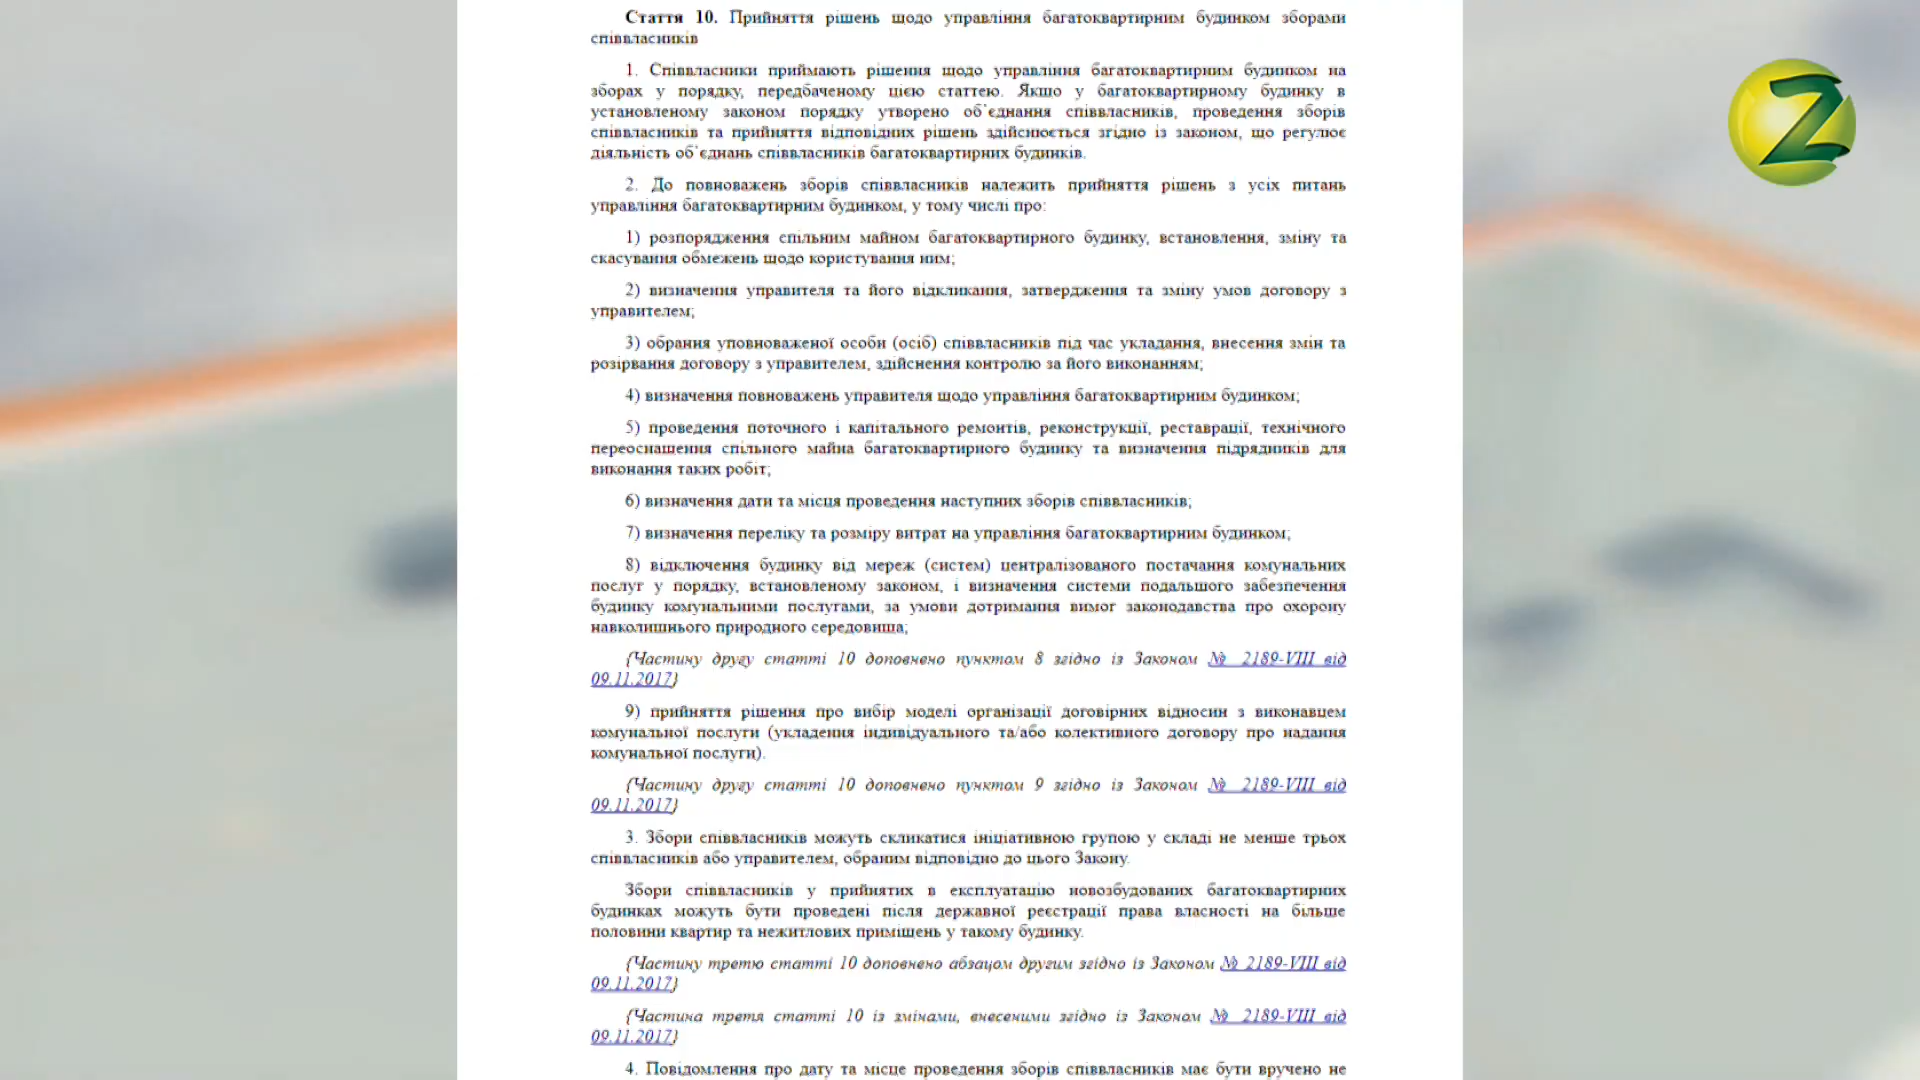 Стаття 10. Прийняття рішень щодо управління багатоквартирним будинком зборами
співвласників
1. Співвласники приймають рішення щодо управління багатоквартирним будинком на
зборах у порядку, передбаченому цією статтею. Якщо у багатоквартирному будинку в
установленому законом порядку утворено об'єднання співвласників, проведення зборів
співвласників та прийняття відповідних рішень здійснюється згідно із законом, що регулює
діяльність об'єднань співвласників багатоквартирних будинків.
2. До повноважень зборів співвласників належить прийняття рішень з усіх питань
управління багатоквартирним будинком, у тому числі про:
1) розпорядження спільним майном багатоквартирного будинку, встановлення, зміну та
скасування обмежень щодо користування ним;
2) визначення управителя та його відкликання, затвердження та зміну умов договору з
управителем;
3) обрання уповноваженої особи (осіб) співвласників під час укладання, внесення змін та
розірвання договору з управителем, здійснення контролю за його виконанням;
4) визначення повноважень управителя щодо управління багатоквартирним будинком;
5) проведення поточного і капітального ремонтів, реконструкції, реставрації, технічного
переоснащення спільного майна багатоквартирного будинку та визначення підрядників для
виконання таких робіт;
6) визначення дати та місця проведення наступних зборів співвласників;
7) визначення переліку та розміру витрат на управління багатоквартирним будинком;
8) відключення будинку від мереж (систем) централізованого постачання комунальних
послуг у порядку, встановленому законом, і визначення системи подальшого забезпечення
будинку комунальними послугами, за умови дотримання вимог законодавства про охорону
навколишнього природного середовища;
{Частину другу статті 10 доповнено пунктом 8 згідно із Законом № 2189-VIII від
09.11.2017}
9) прийняття рішення про вибір моделі організації договірних відносин з виконавцем
комунальної послуги (укладення індивідуального та/або колективного договору про надання
комунальної послуги).
{Частину другу статті 10 доповнено пунктом 9 згідно із Законом № 2189-VIII від
09.11.2017}
3. Збори співвласників можуть скликатися ініціативною групою у складі не менше трьох
співвласників або управителем, обраним відповідно до цього Закону.
Збори співвласників у прийнятих в експлуатацію новозбудованих багатоквартирних
будинках можуть бути проведені після державної реєстрації права власності на більше
половини квартир та нежитлових приміщень у такому будинку.
{Частину третю статті 10 доповнено абзацом другим згідно із Законом № 2189-VIII від
09.11.2017}
{Частина третя статті 10 із змінами, внесеними згідно із Законом № 2189-VIII від
09.11.2017}
4. Повідомлення про дату та місце проведення зборів співвласників має бути вручено не
Z